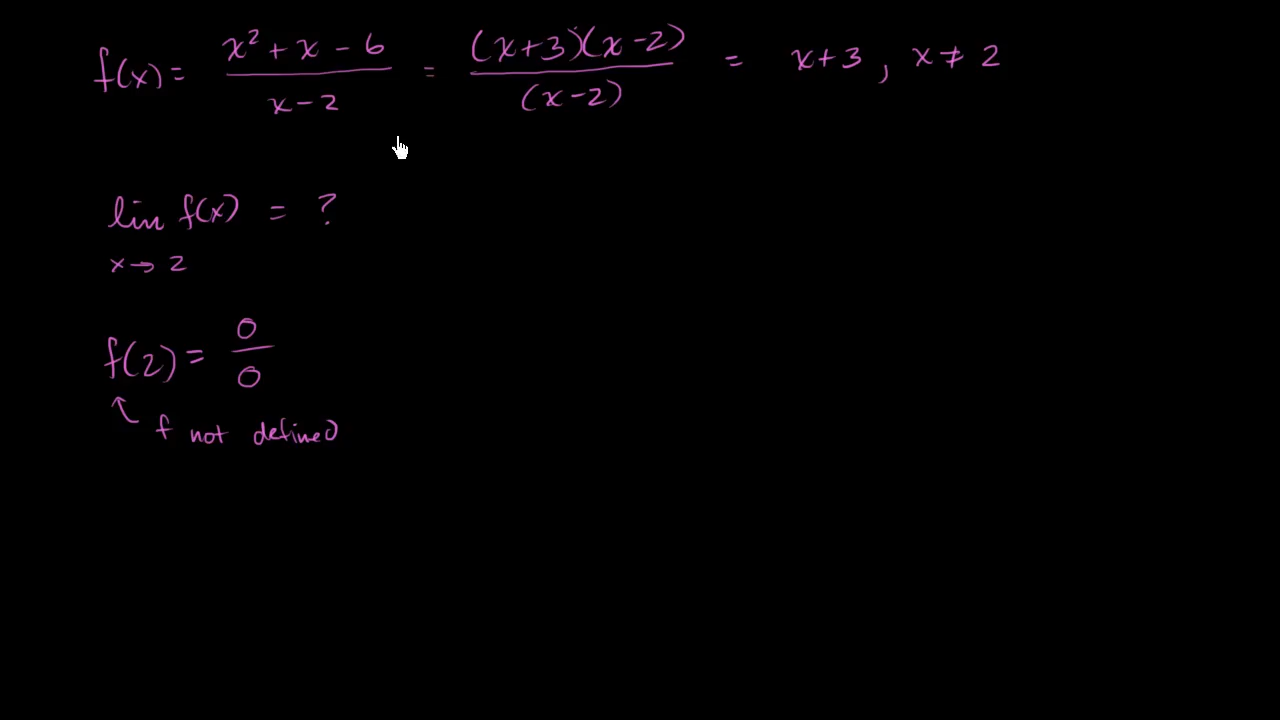 f(x) = (x² + x - 6)/(x - 2) = ((x+3)(x-2))/((x-2)) = x+3, x ≠ 2
lim f(x) = ?
x→2
f(2) = 0/0
f not defined